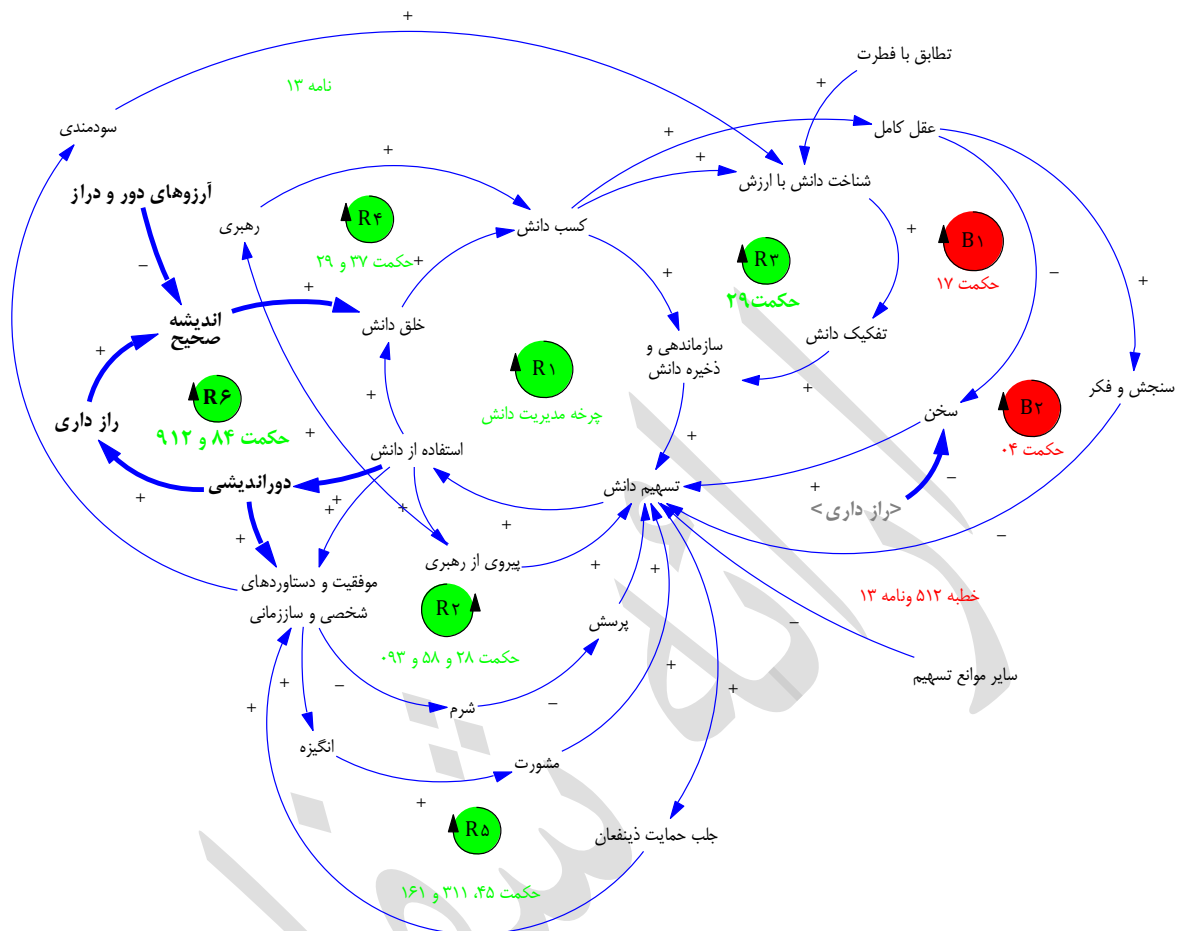 +
تطابق با فطرت
+
نامه ۱۳
سودمندی
عقل کامل
+
+
+
شناخت دانش با ارزش
آرزوهای دور و دراز
R۴
رهبری
کسب دانش
+
B۱
–
حکمت ۳۷ و ۲۹
+
+
R۳
–
حکمت ۱۷
+
+
حکمت۲۹
اندیشه
صحیح
خلق دانش
سازماندهی و
ذخیره دانش
تفکیک دانش
+
R۱
R۶
+
+
سنجش و فکر
راز داری
چرخه مدیریت دانش
سخن
B۲
حکمت ۸۴ و ۹۱۲
+
استفاده از دانش
+
حکمت ۰۴
دوراندیشی
تسهیم دانش
+
–
+
+
+
<راز داری>
+
+
–
پیروی از رهبری
+
موفقیت و دستاوردهای
شخصی و ساززمانی
R۲
+
خطبه ۵۱۲ ونامه ۱۳
پرسش
–
حکمت ۲۸ و ۵۸ و ۰۹۳
+
سایر موانع تسهیم
+
–
+
شرم
–
+
انگیزه
مشورت
+
R۵
جلب حمایت ذینفعان
حکمت ۴۵، ۳۱۱ و ۱۶۱
ارائه شده